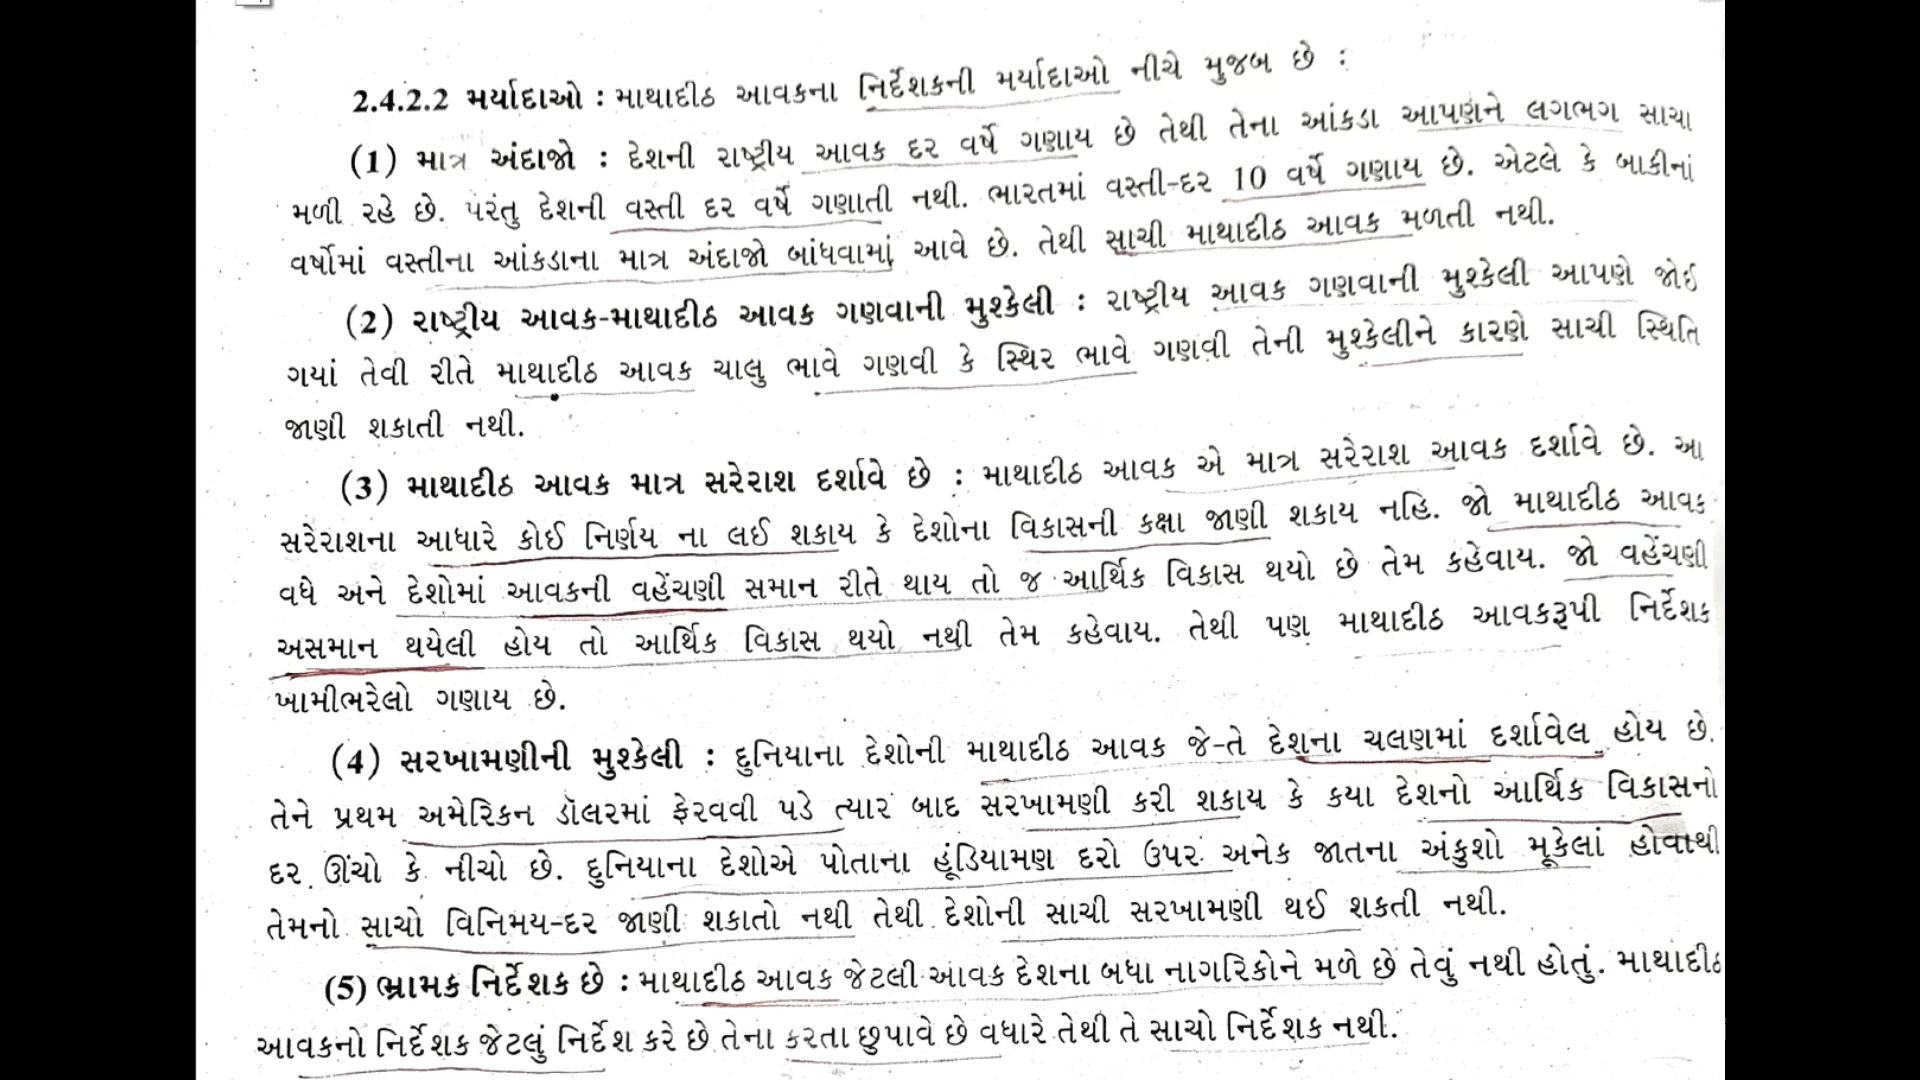 2.4.2.2 મર્યાદાઓ : માથાદીઠ આવકના નિર્દેશકની મર્યાદાઓ નીચે મુજબ છે :
(1) માત્ર અંદાજો : દેશની રાષ્ટ્રીય આવક દર વર્ષે ગણાય છે તેથી તેના આંકડા આપણને લગભગ સાચા
મળી રહે છે. પરંતુ દેશની વસ્તી દર વર્ષે ગણાતી નથી. ભારતમાં વસ્તી-દર 10 વર્ષે ગણાય છે. એટલે કે બાકીનાં
વર્ષોમાં વસ્તીના આંકડાના માત્ર અંદાજો બાંધવામાં આવે છે. તેથી સાચી માથાદીઠ આવક મળતી નથી.
(2) રાષ્ટ્રીય આવક-માથાદીઠ આવક ગણવાની મુશ્કેલી : રાષ્ટ્રીય આવક ગણવાની મુશ્કેલી આપણે જોઈ
ગયાં તેવી રીતે માથાદીઠ આવક ચાલુ ભાવે ગણવી કે સ્થિર ભાવે ગણવી તેની મુશ્કેલીને કારણે સાચી સ્થિતિ
જાણી શકાતી નથી.
(3) માથાદીઠ આવક માત્ર સરેરાશ દર્શાવે છે : માથાદીઠ આવક એ માત્ર સરેરાશ આવક દર્શાવે છે. આ
સરેરાશના આધારે કોઈ નિર્ણય ના લઈ શકાય કે દેશોના વિકાસની કક્ષા જાણી શકાય નહિ. જો માથાદીઠ આવક
વધે અને દેશોમાં આવકની વહેંચણી સમાન રીતે થાય તો જ આર્થિક વિકાસ થયો છે તેમ કહેવાય. જો વહેંચણી
અસમાન થયેલી હોય તો આર્થિક વિકાસ થયો નથી તેમ કહેવાય. તેથી પણ માથાદીઠ આવકરૂપી નિર્દેશક
ખામીભરેલો ગણાય છે.
(4) સરખામણીની મુશ્કેલી : દુનિયાના દેશોની માથાદીઠ આવક જે-તે દેશના ચલણમાં દર્શાવેલ હોય છે.
તેને પ્રથમ અમેરિકન ડૉલરમાં ફેરવવી પડે ત્યાર બાદ સરખામણી કરી શકાય કે કયા દેશનો આર્થિક વિકાસનો
દર ઊંચો કે નીચો છે. દુનિયાના દેશોએ પોતાના હૂંડિયામણ દરો ઉપર અનેક જાતના અંકુશો મૂકેલાં હોવાથી
તેમનો સાચો વિનિમય-દર જાણી શકાતો નથી તેથી દેશોની સાચી સરખામણી થઈ શકતી નથી.
(5) ભ્રામક નિર્દેશક છે : માથાદીઠ આવક જેટલી આવક દેશના બધા નાગરિકોને મળે છે તેવું નથી હોતું. માથાદીઠ
આવકનો નિર્દેશક જેટલું નિર્દેશ કરે છે તેના કરતા છુપાવે છે વધારે તેથી તે સાચો નિર્દેશક નથી.